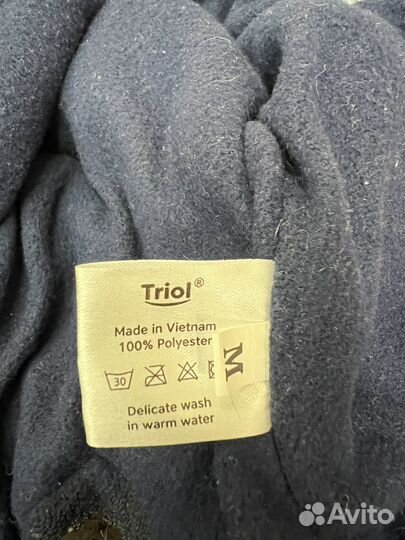 Triol®
Made in Vietnam
100% Polyester
M
30
Delicate wash
in warm water
Avito